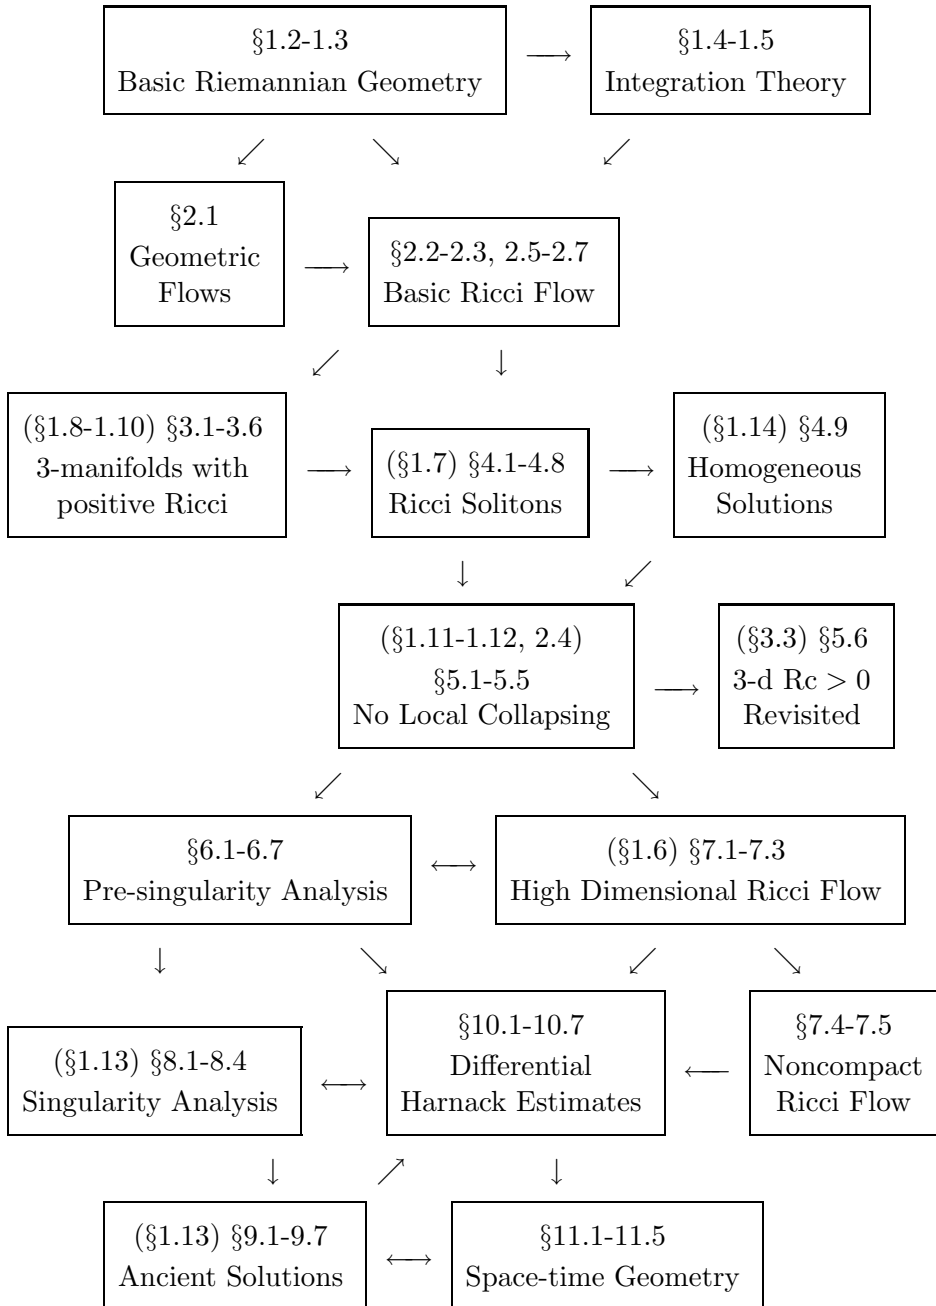 §1.2-1.3
Basic Riemannian Geometry
§1.4-1.5
Integration Theory
§2.1
Geometric
Flows
§2.2-2.3, 2.5-2.7
Basic Ricci Flow
(§1.8-1.10) §3.1-3.6
3-manifolds with
positive Ricci
(§1.7) §4.1-4.8
Ricci Solitons
(§1.14) §4.9
Homogeneous
Solutions
(§1.11-1.12, 2.4)
§5.1-5.5
No Local Collapsing
(§3.3) §5.6
3-d Rc > 0
Revisited
§6.1-6.7
Pre-singularity Analysis
(§1.6) §7.1-7.3
High Dimensional Ricci Flow
(§1.13) §8.1-8.4
Singularity Analysis
§10.1-10.7
Differential
Harnack Estimates
§7.4-7.5
Noncompact
Ricci Flow
(§1.13) §9.1-9.7
Ancient Solutions
§11.1-11.5
Space-time Geometry